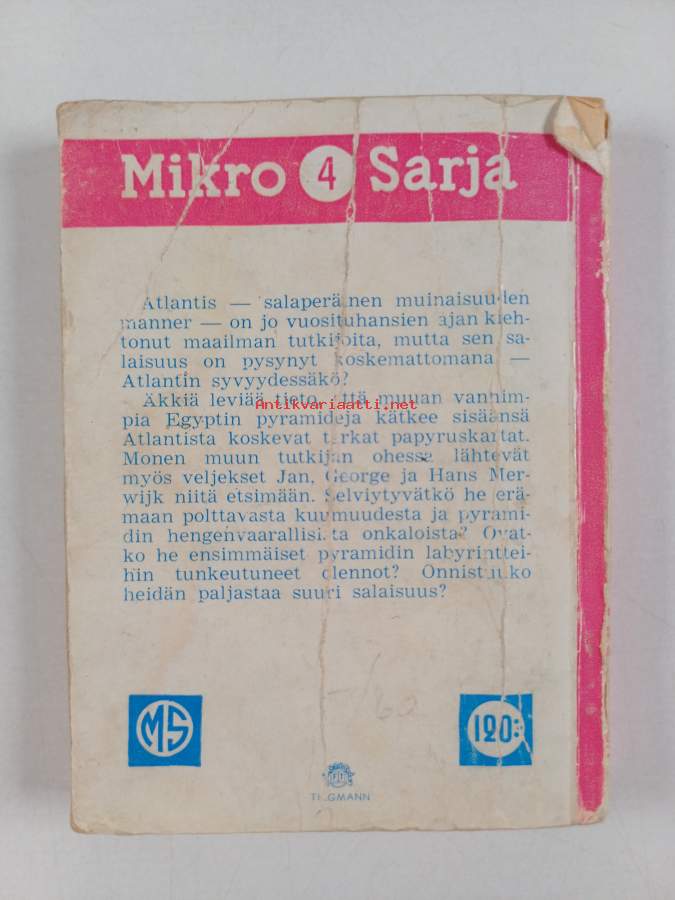 Mikro 4 Sarja
Atlantis — salaperäinen muinaisuuden
manner — on jo vuosituhansien ajan kieh-
tonut maailman tutkijoita, mutta sen sa-
laisuus on pysynyt koskemattomana —
Atlantin syvyydessäkö?
Äkkiä leviää tieto, että muuan vanhim-
Antikvariaatti.net
pia Egyptin pyramideja kätkee sisäänsä
Atlantista koskevat tarkat papyruskartat.
Monen muun tutkijan ohessa lähtevät
myös veljekset Jan, George ja Hans Mer-
wijk niitä etsimään. Selviytyvätkö he erä-
maan polttavasta kuumuudesta ja pyrami-
din hengenvaarallisista onkaloista? Ovat-
ko he ensimmäiset pyramidin labyrinttei-
hin tunkeutuneet olennot? Onnistuuko
heidän paljastaa suuri salaisuus?
MS
120:-
TILGMANN